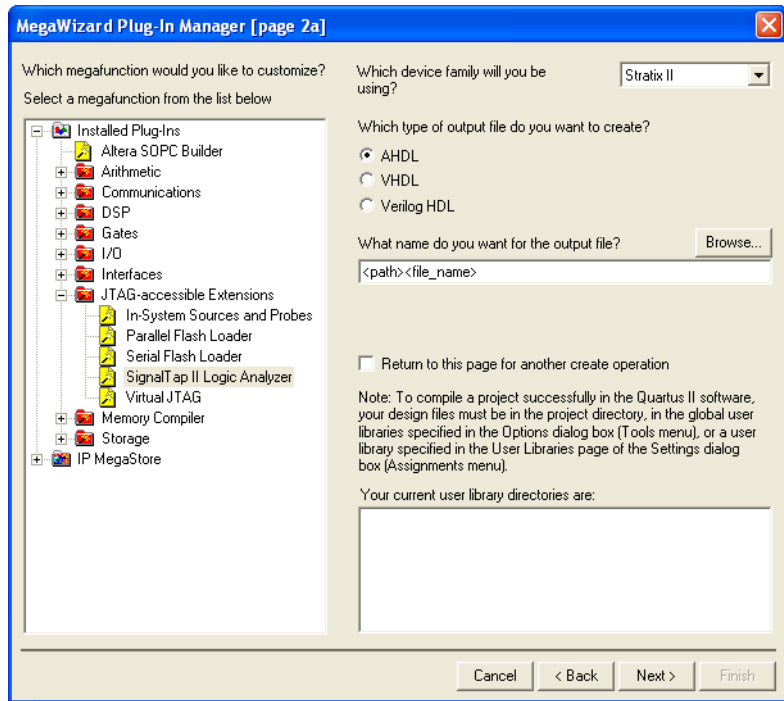 MegaWizard Plug-In Manager [page 2a]
Which megafunction would you like to customize?
Select a megafunction from the list below
Installed Plug-Ins
Altera SOPC Builder
Arithmetic
Communications
DSP
Gates
I/O
Interfaces
JTAG-accessible Extensions
In-System Sources and Probes
Parallel Flash Loader
Serial Flash Loader
SignalTap II Logic Analyzer
Virtual JTAG
Memory Compiler
Storage
IP MegaStore
Which device family will you be
using?
Stratix II
Which type of output file do you want to create?
AHDL
VHDL
Verilog HDL
What name do you want for the output file?
Browse...
<path><file_name>
Return to this page for another create operation
Note: To compile a project successfully in the Quartus II software,
your design files must be in the project directory, in the global user
libraries specified in the Options dialog box (Tools menu), or a user
library specified in the User Libraries page of the Settings dialog
box (Assignments menu).
Your current user library directories are:
Cancel
< Back
Next >
Finish